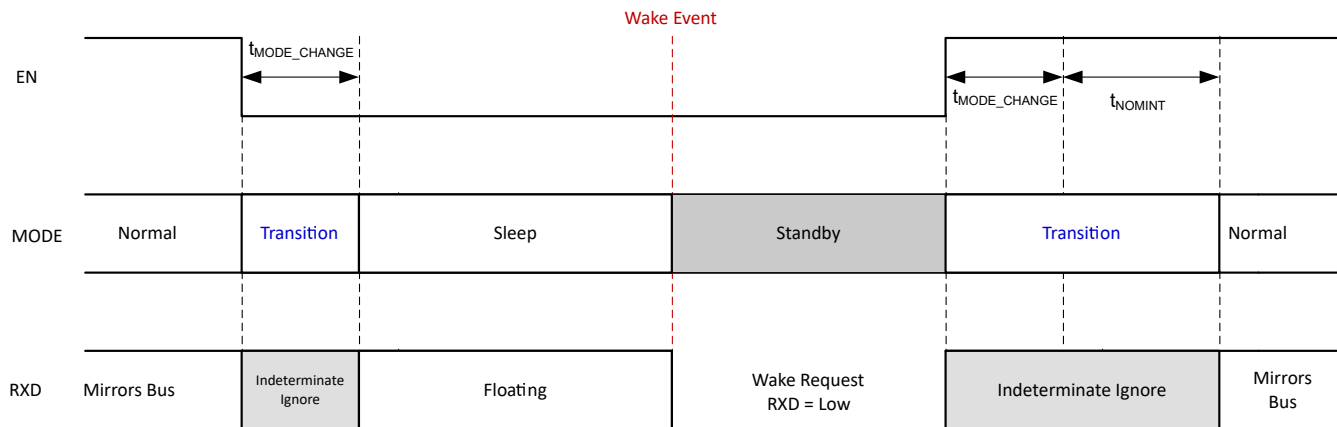 Wake Event
EN
tMODE_CHANGE
tMODE_CHANGE
tNOMINT
MODE
Normal
Transition
Sleep
Standby
Transition
Normal
RXD
Mirrors Bus
Indeterminate
Ignore
Floating
Wake Request
RXD = Low
Indeterminate Ignore
Mirrors
Bus